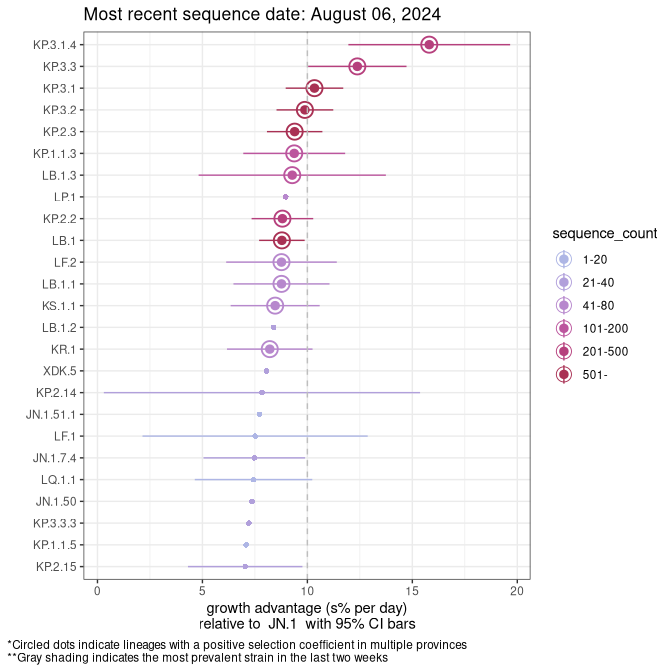 Most recent sequence date: August 06, 2024
KP.3.1.4
KP.3.3
KP.3.1
KP.3.2
KP.2.3
KP.1.1.3
LB.1.3
LP.1
KP.2.2
LB.1
LF.2
LB.1.1
KS.1.1
LB.1.2
KR.1
XDK.5
KP.2.14
JN.1.51.1
LF.1
JN.1.7.4
LQ.1.1
JN.1.50
KP.3.3.3
KP.1.1.5
KP.2.15
0 5 10 15 20
growth advantage (s% per day)
relative to JN.1 with 95% CI bars
sequence_count
1-20
21-40
41-80
101-200
201-500
501-
*Circled dots indicate lineages with a positive selection coefficient in multiple provinces
**Gray shading indicates the most prevalent strain in the last two weeks